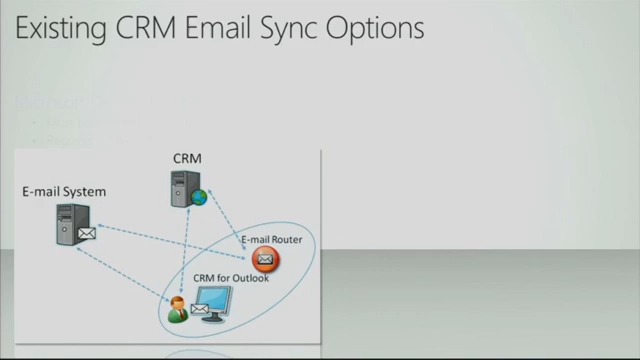 Existing CRM Email Sync Options
CRM
E-mail System
E-mail Router
CRM for Outlook